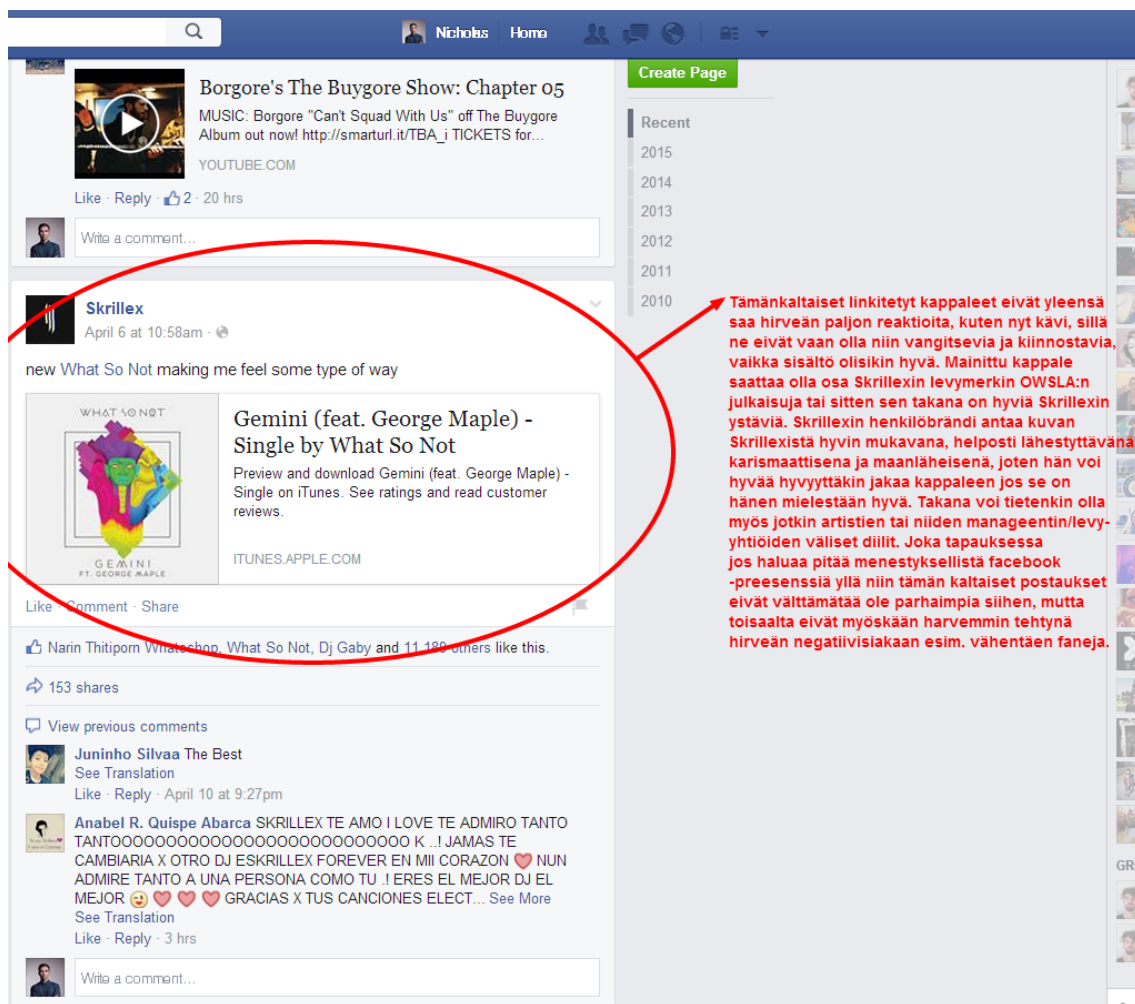 Nicholas Home
Create Page
Borgore's The Buygore Show: Chapter 05
MUSIC: Borgore "Can't Squad With Us" off The Buygore
Album out now! http://smarturl.it/TBA_i TICKETS for...
YOUTUBE.COM
Like · Reply · 2 · 20 hrs
Write a comment...
Recent
2015
2014
2013
2012
2011
2010
Skrillex
April 6 at 10:58am ·
new What So Not making me feel some type of way
WHAT SO NOT
GEMINI
FT. GEORGE MAPLE
Gemini (feat. George Maple) -
Single by What So Not
Preview and download Gemini (feat. George Maple) -
Single on iTunes. See ratings and read customer
reviews.
ITUNES.APPLE.COM
Like · Comment · Share
Narin Thitiporn Whatoshop, What So Not, Dj Gaby and 11,189 others like this.
153 shares
View previous comments
Juninho Silvaa The Best
See Translation
Like · Reply · April 10 at 9:27pm
Anabel R. Quispe Abarca SKRILLEX TE AMO I LOVE TE ADMIRO TANTO
TANTOOOOOOOOOOOOOOOOOOOOOOOOOOO K ..! JAMAS TE
CAMBIARIA X OTRO DJ ESKRILLEX FOREVER EN MII CORAZON ❤ NUN
ADMIRE TANTO A UNA PERSONA COMO TU .! ERES EL MEJOR DJ EL
MEJOR 😜 ❤ ❤ ❤ GRACIAS X TUS CANCIONES ELECT... See More
See Translation
Like · Reply · 3 hrs
Write a comment...
Tämänkaltaiset linkitetyt kappaleet eivät yleensä
saa hirveän paljon reaktioita, kuten nyt kävi, sillä
ne eivät vaan olla niin vangitsevia ja kiinnostavia,
vaikka sisältö olisikin hyvä. Mainittu kappale
saattaa olla osa Skrillexin levymerkin OWSLA:n
julkaisuja tai sitten sen takana on hyviä Skrillexin
ystäviä. Skrillexin henkilöbrändi antaa kuvan
Skrillexistä hyvin mukavana, helposti lähestyttävänä
karismaattisena ja maanläheisenä, joten hän voi
hyvää hyvyyttäkin jakaa kappaleen jos se on
hänen mielestään hyvä. Takana voi tietenkin olla
myös jotkin artistien tai niiden manageentin/levy-
yhtiöiden väliset diilit. Joka tapauksessa
jos haluaa pitää menestyksellistä facebook
-preesenssiä yllä niin tämän kaltaiset postaukset
eivät välttämätää ole parhaimpia siihen, mutta
toisaalta eivät myöskään harvemmin tehtynä
hirveän negatiivisiakaan esim. vähentäen faneja.
GR